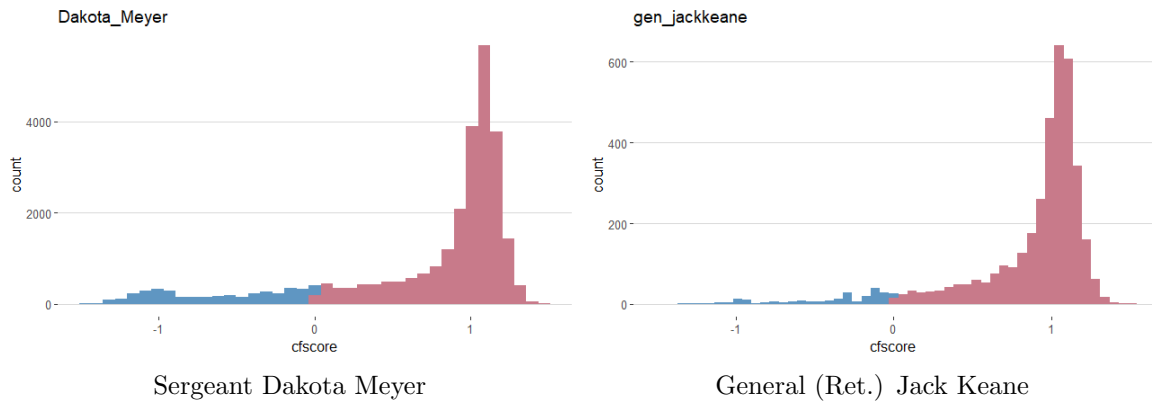 Dakota_Meyer
count
4000
2000
0
-1 0 1
cfscore
Sergeant Dakota Meyer
gen_jackkeane
count
600
400
200
0
-1 0 1
cfscore
General (Ret.) Jack Keane